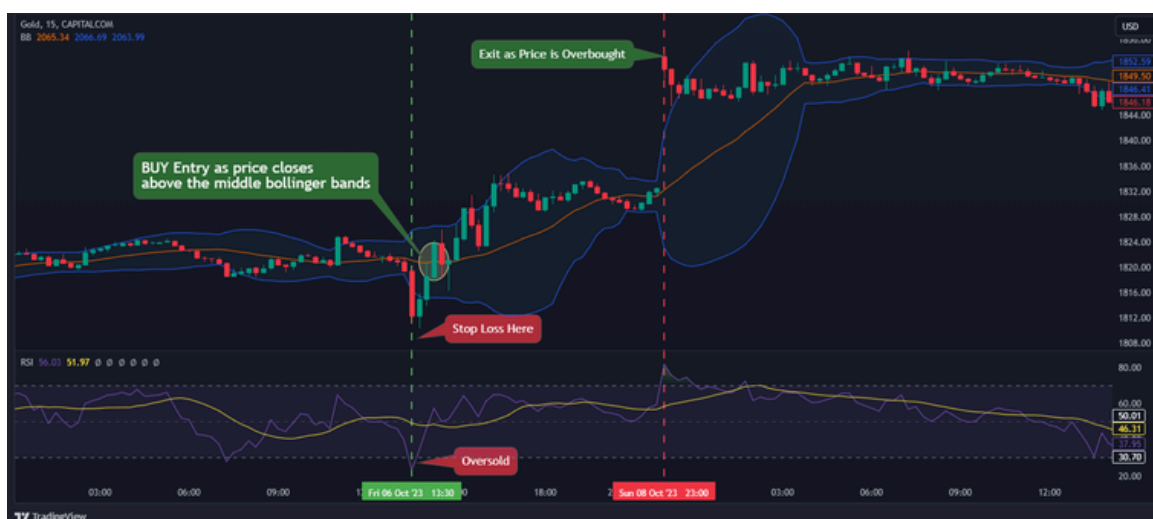 Gold, 15, CAPITALCOM
BB 2065.34 2066.69 2063.99
USD
Exit as Price is Overbought
1852.59
1849.50
1846.41
1846.18
1844.00
1840.00
BUY Entry as price closes
above the middle bollinger bands
1836.00
1832.00
1828.00
1824.00
1820.00
1816.00
1812.00
Stop Loss Here
1808.00
RSI 56.03 51.97 ø ø ø ø ø ø
80.00
60.00
50.01
46.31
37.95
Oversold
30.70
20.00
03:00 06:00 09:00 Fri 06 Oct '23 13:30 18:00 Sun 08 Oct '23 23:00 03:00 06:00 09:00 12:00
TradingView